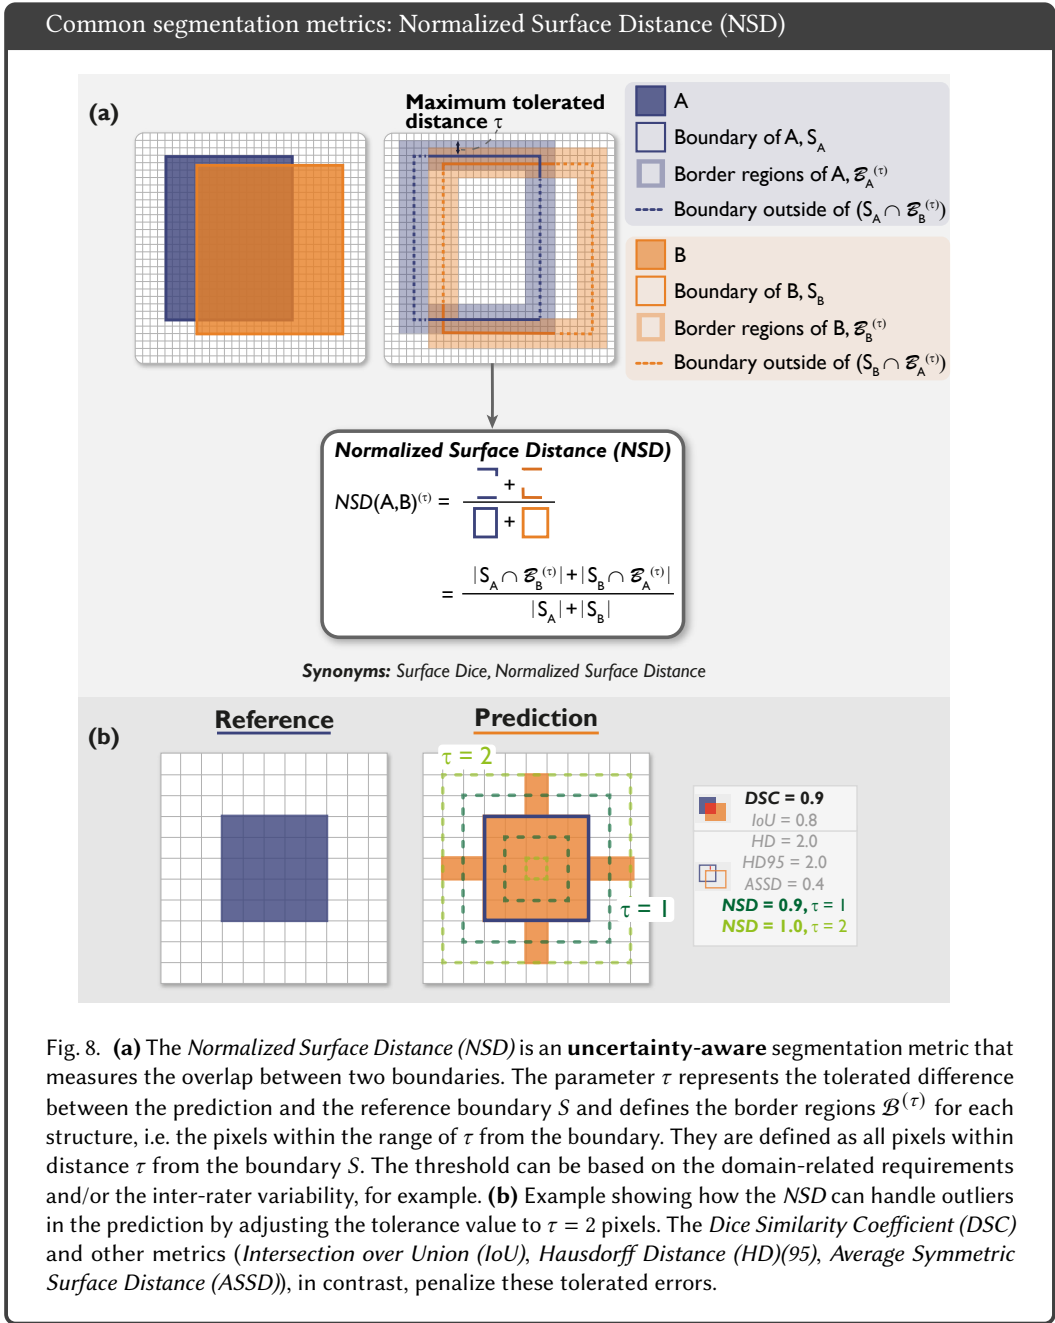 Common segmentation metrics: Normalized Surface Distance (NSD)
(a)
Maximum tolerated
distance τ
A
Boundary of A, S_A
Border regions of A, ℬ_A^(τ)
Boundary outside of (S_A ∩ ℬ_B^(τ))
B
Boundary of B, S_B
Border regions of B, ℬ_B^(τ)
Boundary outside of (S_B ∩ ℬ_A^(τ))
Normalized Surface Distance (NSD)
NSD(A,B)^(τ) =
+
+
= |S_A ∩ ℬ_B^(τ)| + |S_B ∩ ℬ_A^(τ)|
|S_A| + |S_B|
Synonyms: Surface Dice, Normalized Surface Distance
(b)
Reference
Prediction
τ = 2
τ = 1
DSC = 0.9
IoU = 0.8
HD = 2.0
HD95 = 2.0
ASSD = 0.4
NSD = 0.9, τ = 1
NSD = 1.0, τ = 2
Fig. 8. (a) The Normalized Surface Distance (NSD) is an uncertainty-aware segmentation metric that
measures the overlap between two boundaries. The parameter τ represents the tolerated difference
between the prediction and the reference boundary S and defines the border regions ℬ^(τ) for each
structure, i.e. the pixels within the range of τ from the boundary. They are defined as all pixels within
distance τ from the boundary S. The threshold can be based on the domain-related requirements
and/or the inter-rater variability, for example. (b) Example showing how the NSD can handle outliers
in the prediction by adjusting the tolerance value to τ = 2 pixels. The Dice Similarity Coefficient (DSC)
and other metrics (Intersection over Union (IoU), Hausdorff Distance (HD)(95), Average Symmetric
Surface Distance (ASSD)), in contrast, penalize these tolerated errors.